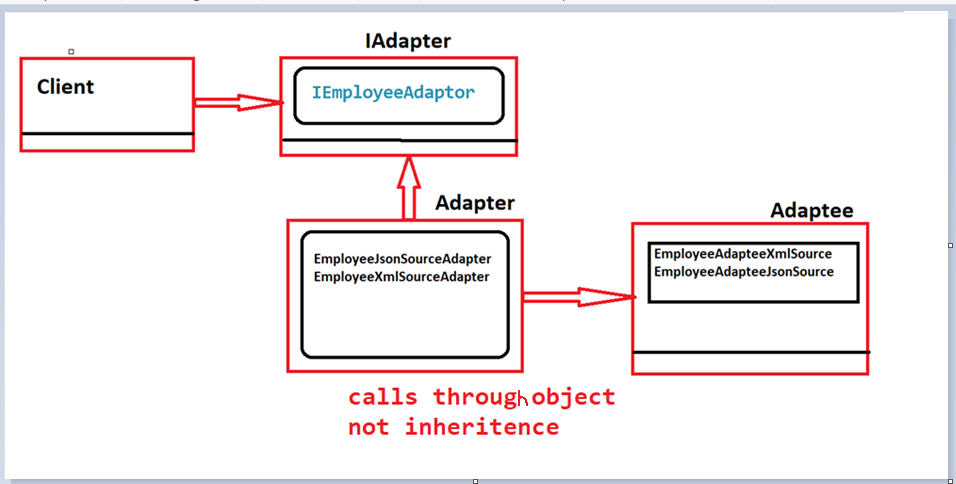 IAdapter
Client
IEmployeeAdaptor
Adapter
Adaptee
EmployeeJsonSourceAdapter
EmployeeXmlSourceAdapter
EmployeeAdapteeXmlSource
EmployeeAdapteeJsonSource
calls through object
not inheritence